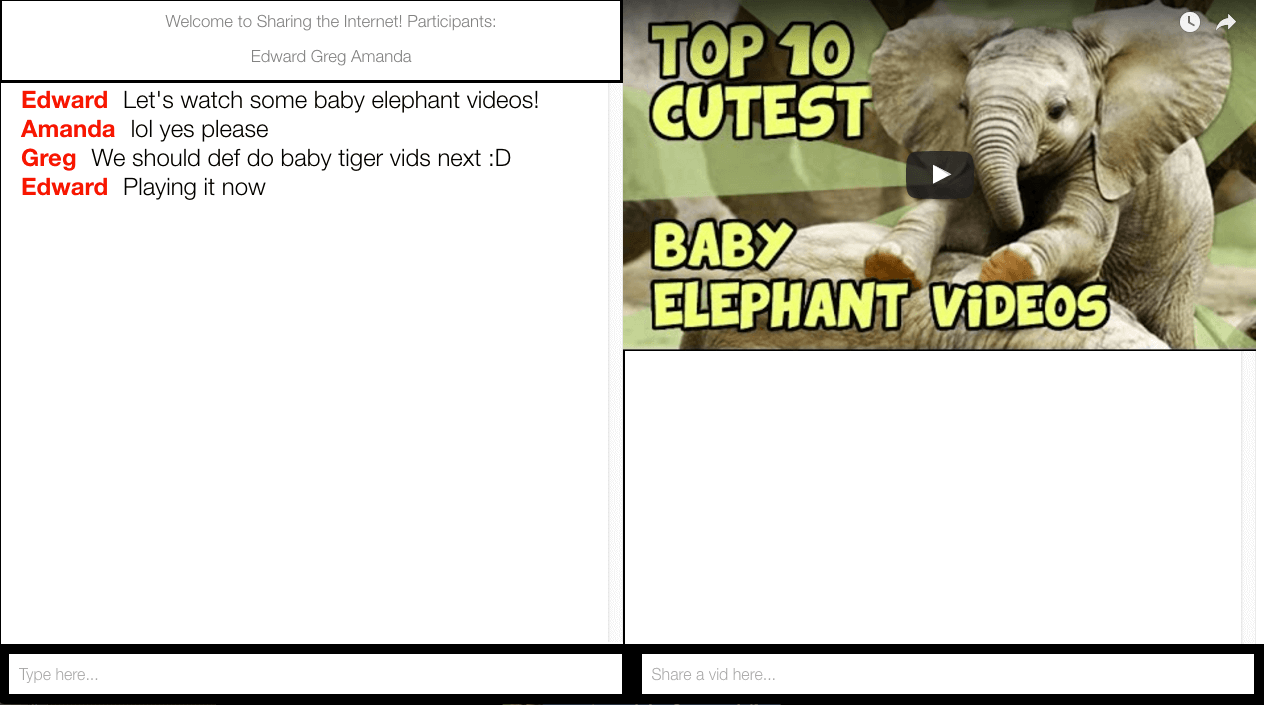 Welcome to Sharing the Internet! Participants:
Edward Greg Amanda
Edward Let's watch some baby elephant videos!
Amanda lol yes please
Greg We should def do baby tiger vids next :D
Edward Playing it now
Type here...
TOP 10
CUTEST
BABY
ELEPHANT ViDEOS
Share a vid here...